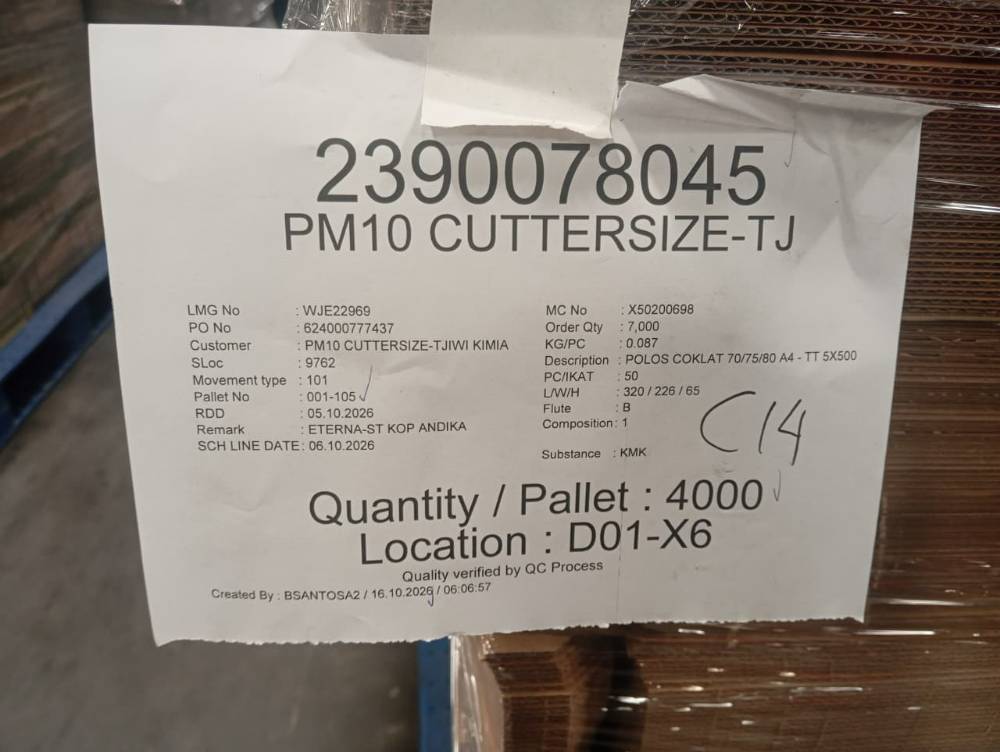 2390078045
PM10 CUTTERSIZE-TJ
LMG No : WJE22969
PO No : 624000777437
Customer : PM10 CUTTERSIZE-TJIWI KIMIA
SLoc : 9762
Movement type : 101
Pallet No : 001-105
RDD : 05.10.2026
Remark : ETERNA-ST KOP ANDIKA
SCH LINE DATE : 06.10.2026
MC No : X50200698
Order Qty : 7,000
KG/PC : 0.087
Description : POLOS COKLAT 70/75/80 A4 - TT 5X500
PC/IKAT : 50
L/W/H : 320 / 226 / 65
Flute : B
Composition : 1
Substance : KMK
C14
Quantity / Pallet : 4000
Location : D01-X6
Quality verified by QC Process
Created By : BSANTOSA2 / 16.10.2026 / 06:06:57